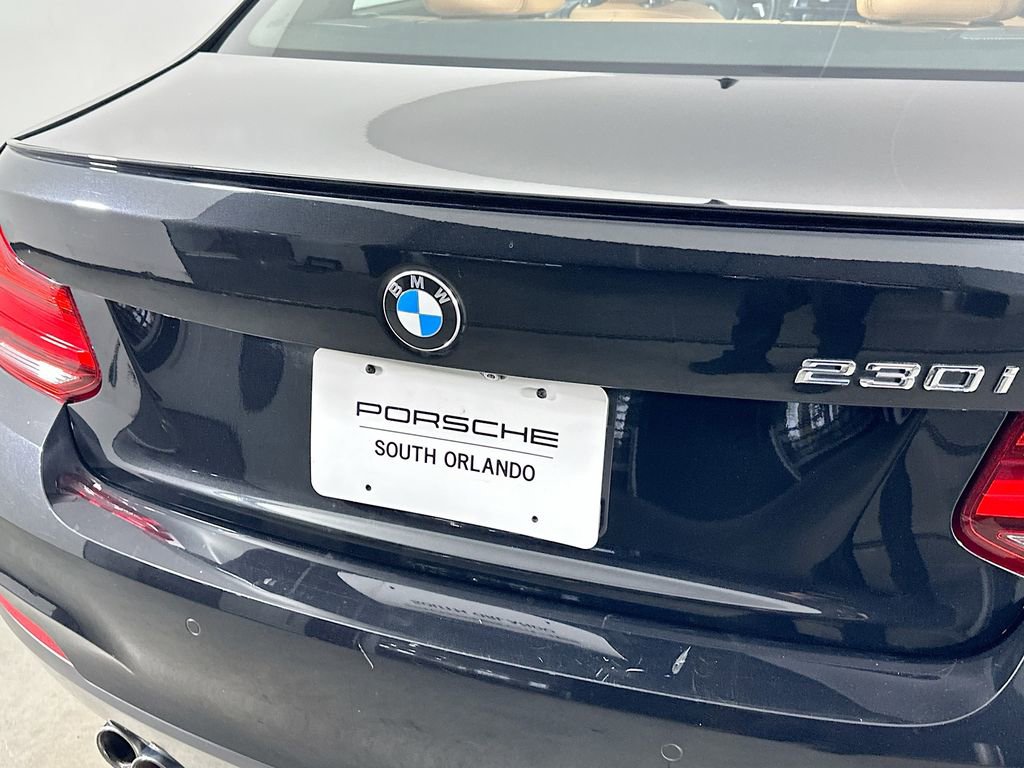 BMW
230i
PORSCHE
SOUTH ORLANDO